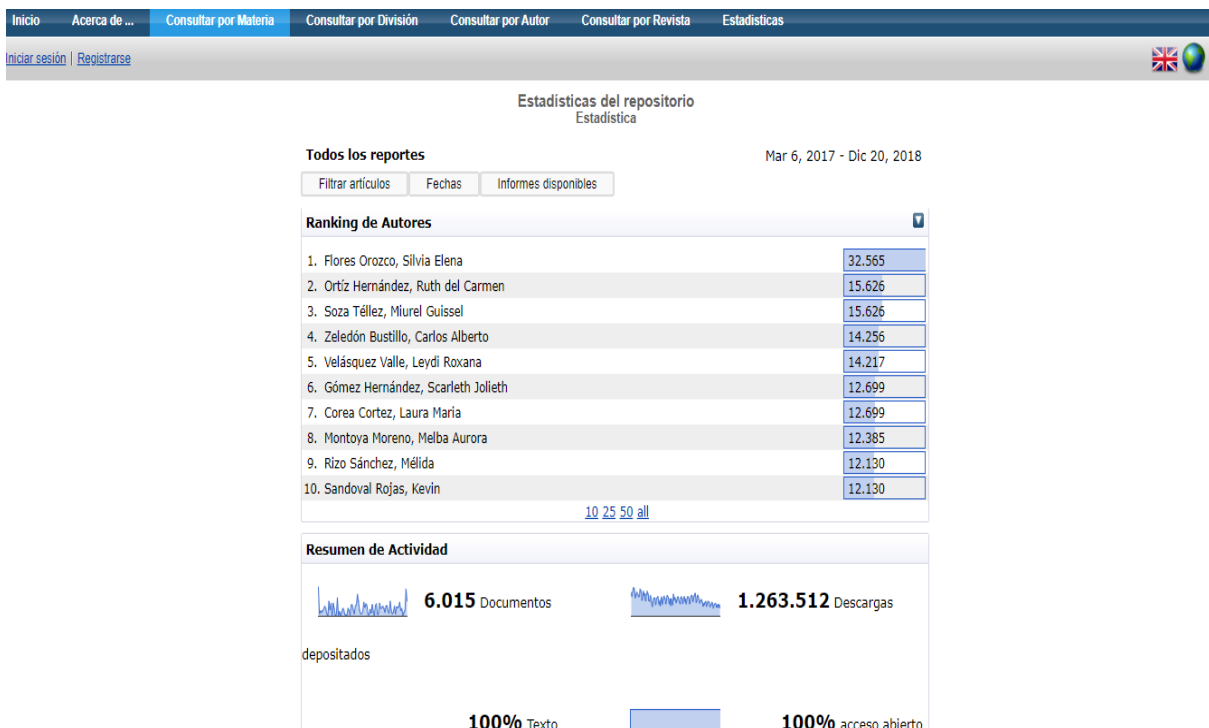 Inicio Acerca de ... Consultar por Materia Consultar por División Consultar por Autor Consultar por Revista Estadisticas
Iniciar sesión | Registrarse
Estadísticas del repositorio
Estadística
Todos los reportes Mar 6, 2017 - Dic 20, 2018
Filtrar artículos Fechas Informes disponibles
Ranking de Autores
1. Flores Orozco, Silvia Elena 32.565
2. Ortíz Hernández, Ruth del Carmen 15.626
3. Soza Téllez, Miurel Guissel 15.626
4. Zeledón Bustillo, Carlos Alberto 14.256
5. Velásquez Valle, Leydi Roxana 14.217
6. Gómez Hernández, Scarleth Jolieth 12.699
7. Corea Cortez, Laura Maria 12.699
8. Montoya Moreno, Melba Aurora 12.385
9. Rizo Sánchez, Mélida 12.130
10. Sandoval Rojas, Kevin 12.130
10 25 50 all
Resumen de Actividad
6.015 Documentos 1.263.512 Descargas
depositados
100% Texto 100% acceso abierto